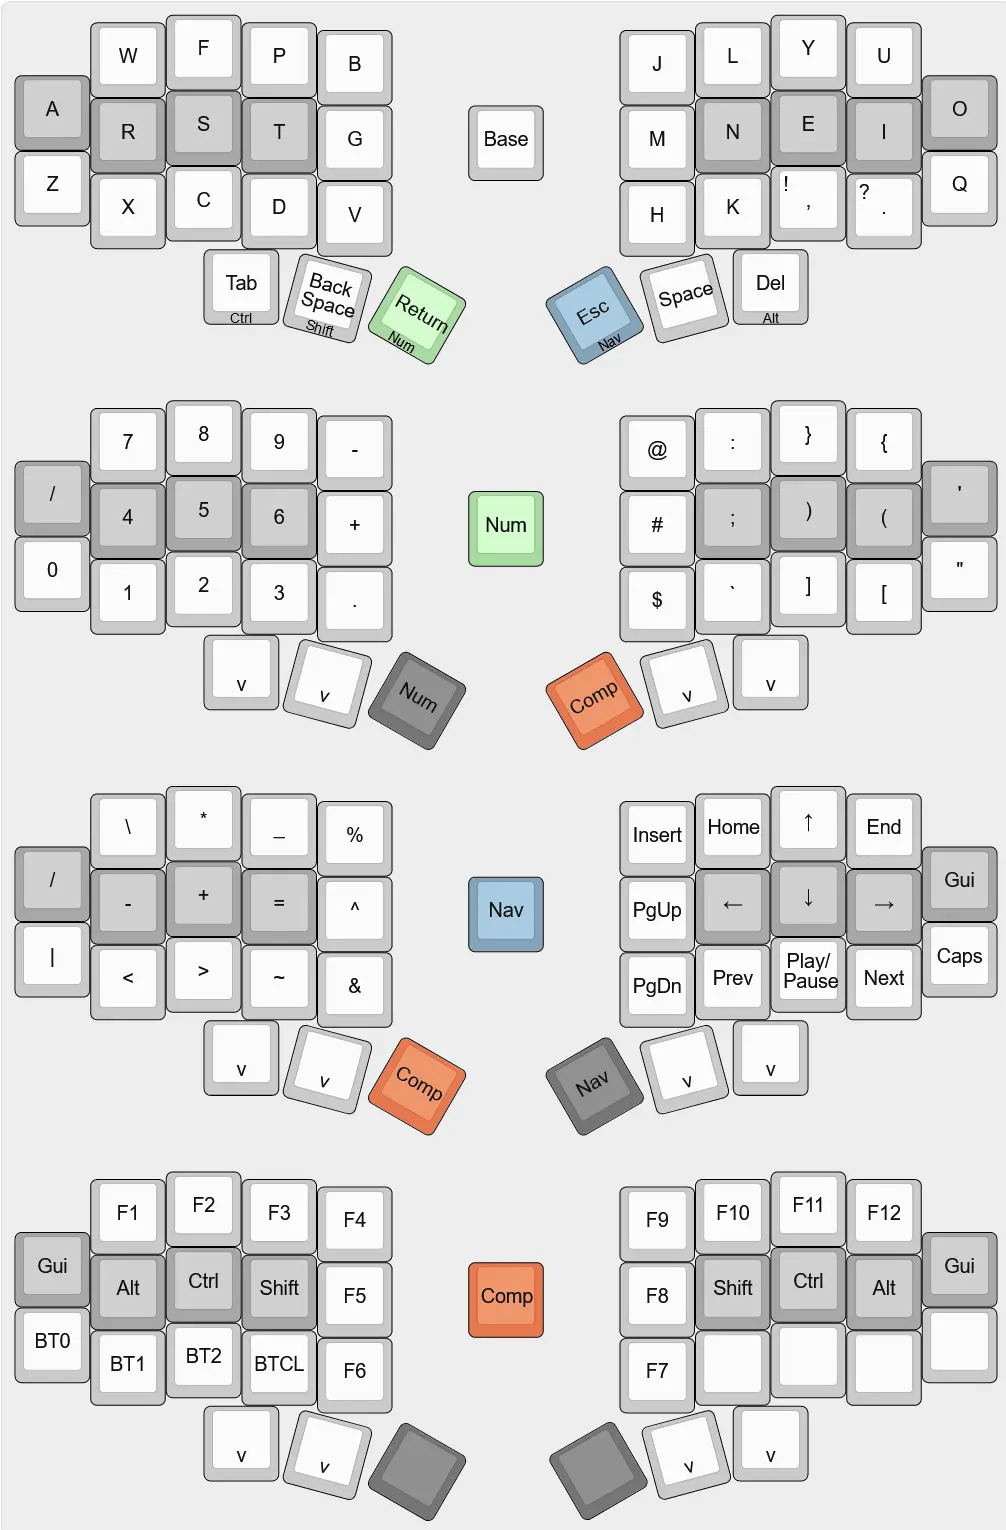 W F P B
J L Y U
A R S T G
Base
M N E I O
Z X C D V
H K ! , ? . Q
Tab
Ctrl
Back
Space
Shift
Return
Num
Esc
Nav
Space
Del
Alt
7 8 9 -
@ : } {
/ 4 5 6 +
Num
# ; ) ( '
0 1 2 3 .
$ ` ] [ "
v v Num
Comp v v
\ * _ %
Insert Home ↑ End
/ - + = ^
Nav
PgUp ← ↓ → Gui
| < > ~ &
PgDn Prev Play/
Pause Next Caps
v v Comp
Nav v v
F1 F2 F3 F4
F9 F10 F11 F12
Gui Alt Ctrl Shift F5
Comp
F8 Shift Ctrl Alt Gui
BT0 BT1 BT2 BTCL F6
F7
v v
v v